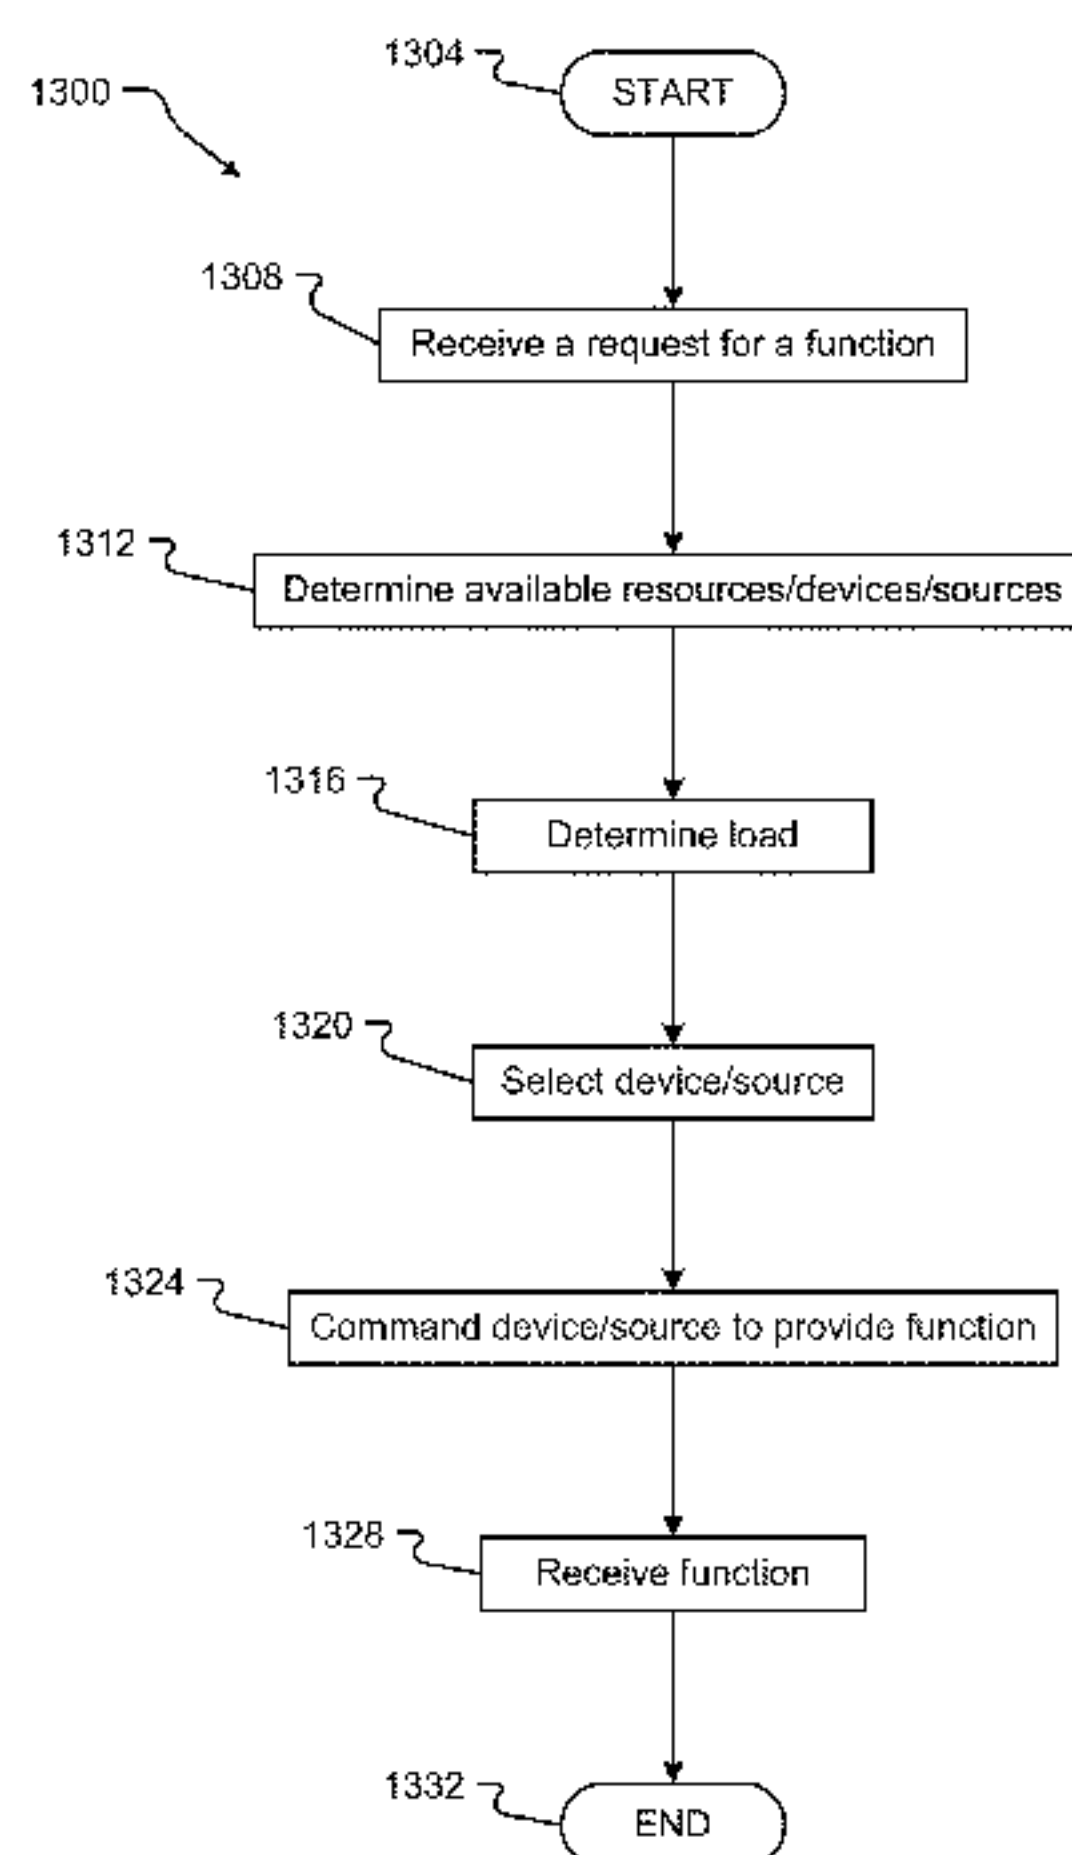 1304
START
1300
1308
Receive a request for a function
1312
Determine available resources/devices/sources
1316
Determine load
1320
Select device/source
1324
Command device/source to provide function
1328
Receive function
1332
END